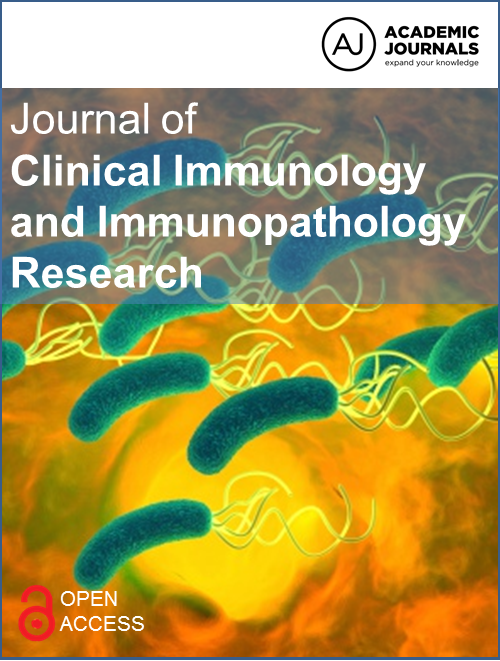 AJ
ACADEMIC
JOURNALS
expand your knowledge
Journal of
Clinical Immunology
and Immunopathology
Research
OPEN
ACCESS